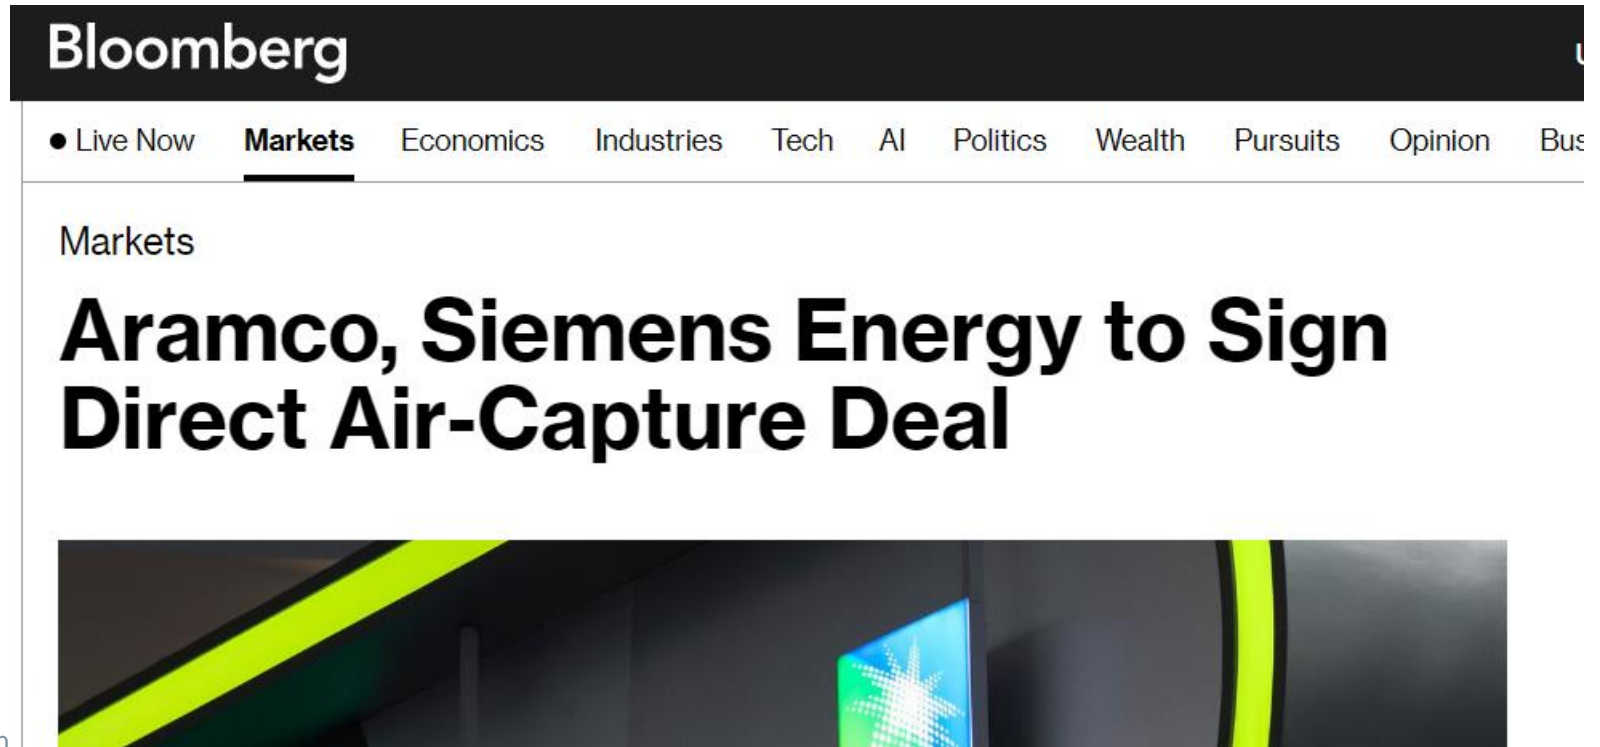 Bloomberg
Live Now Markets Economics Industries Tech AI Politics Wealth Pursuits Opinion
Markets
Aramco, Siemens Energy to Sign
Direct Air-Capture Deal